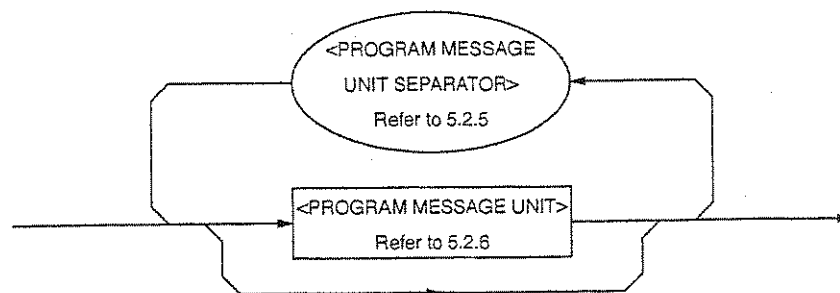 <PROGRAM MESSAGE
UNIT SEPARATOR>
Refer to 5.2.5
<PROGRAM MESSAGE UNIT>
Refer to 5.2.6